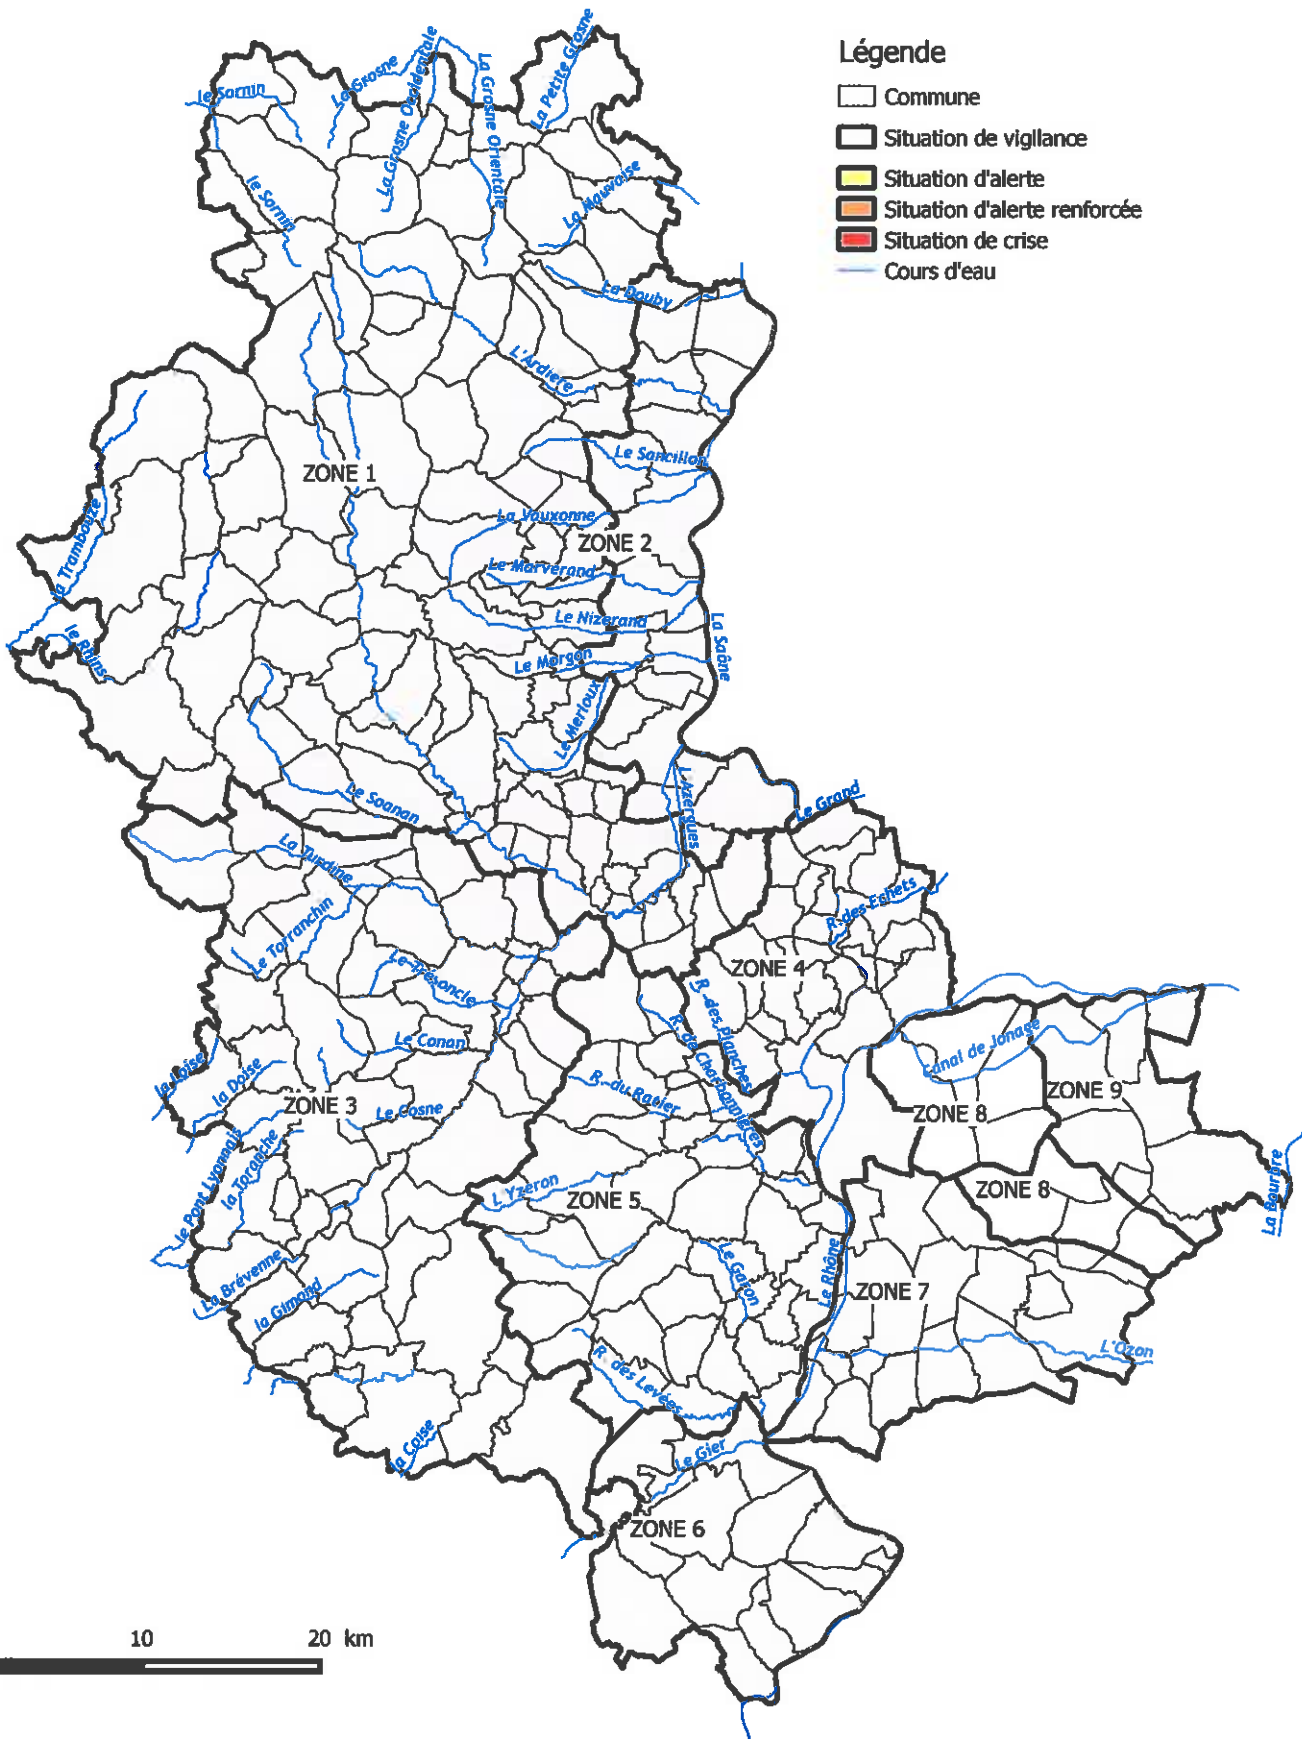 Légende
Commune
Situation de vigilance
Situation d'alerte
Situation d'alerte renforcée
Situation de crise
Cours d'eau
le Sornin
La Grosne
La Grosne Occidentale
La Grosne Orientale
La Petite Grosne
le Sornin
La Mauvaise
La Douby
L'Ardiere
ZONE 1
Le Sancillon
La Vauxonne
ZONE 2
la Trambouze
Le Marverand
Le Nizerand
le Rhins
Le Morgon
La Saône
Le Merloux
Le Soanan
L'Azergues
Le Grand
La Turdine
R. des Echets
Le Torranchin
ZONE 4
Le Trésoncle
R. des Planches
R. de Charbonnières
Le Conan
Canal de Jonage
la Loise
la Doise
R. du Ratier
ZONE 3
Le Cosne
ZONE 8
ZONE 9
le Pont Lyonnais
la Toranche
L'Yzeron
ZONE 5
ZONE 8
La Bourbre
La Brévenne
la Gimond
Le Garon
Le Rhône
ZONE 7
L'Ozon
R. des Levées
la Coise
Le Gier
ZONE 6
10 20 km